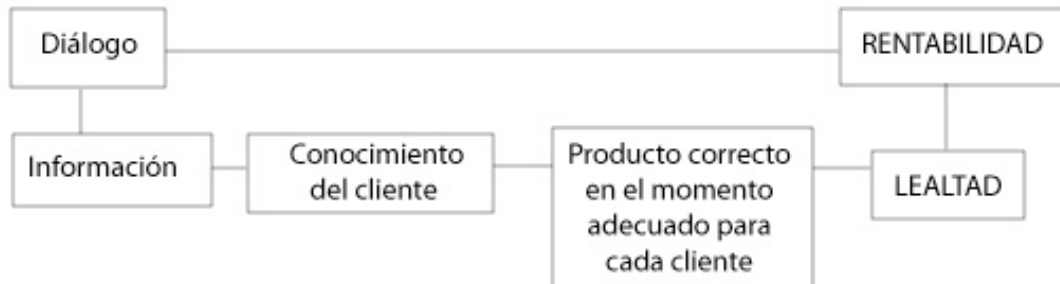 Diálogo
RENTABILIDAD
Información
Conocimiento
del cliente
Producto correcto
en el momento
adecuado para
cada cliente
LEALTAD